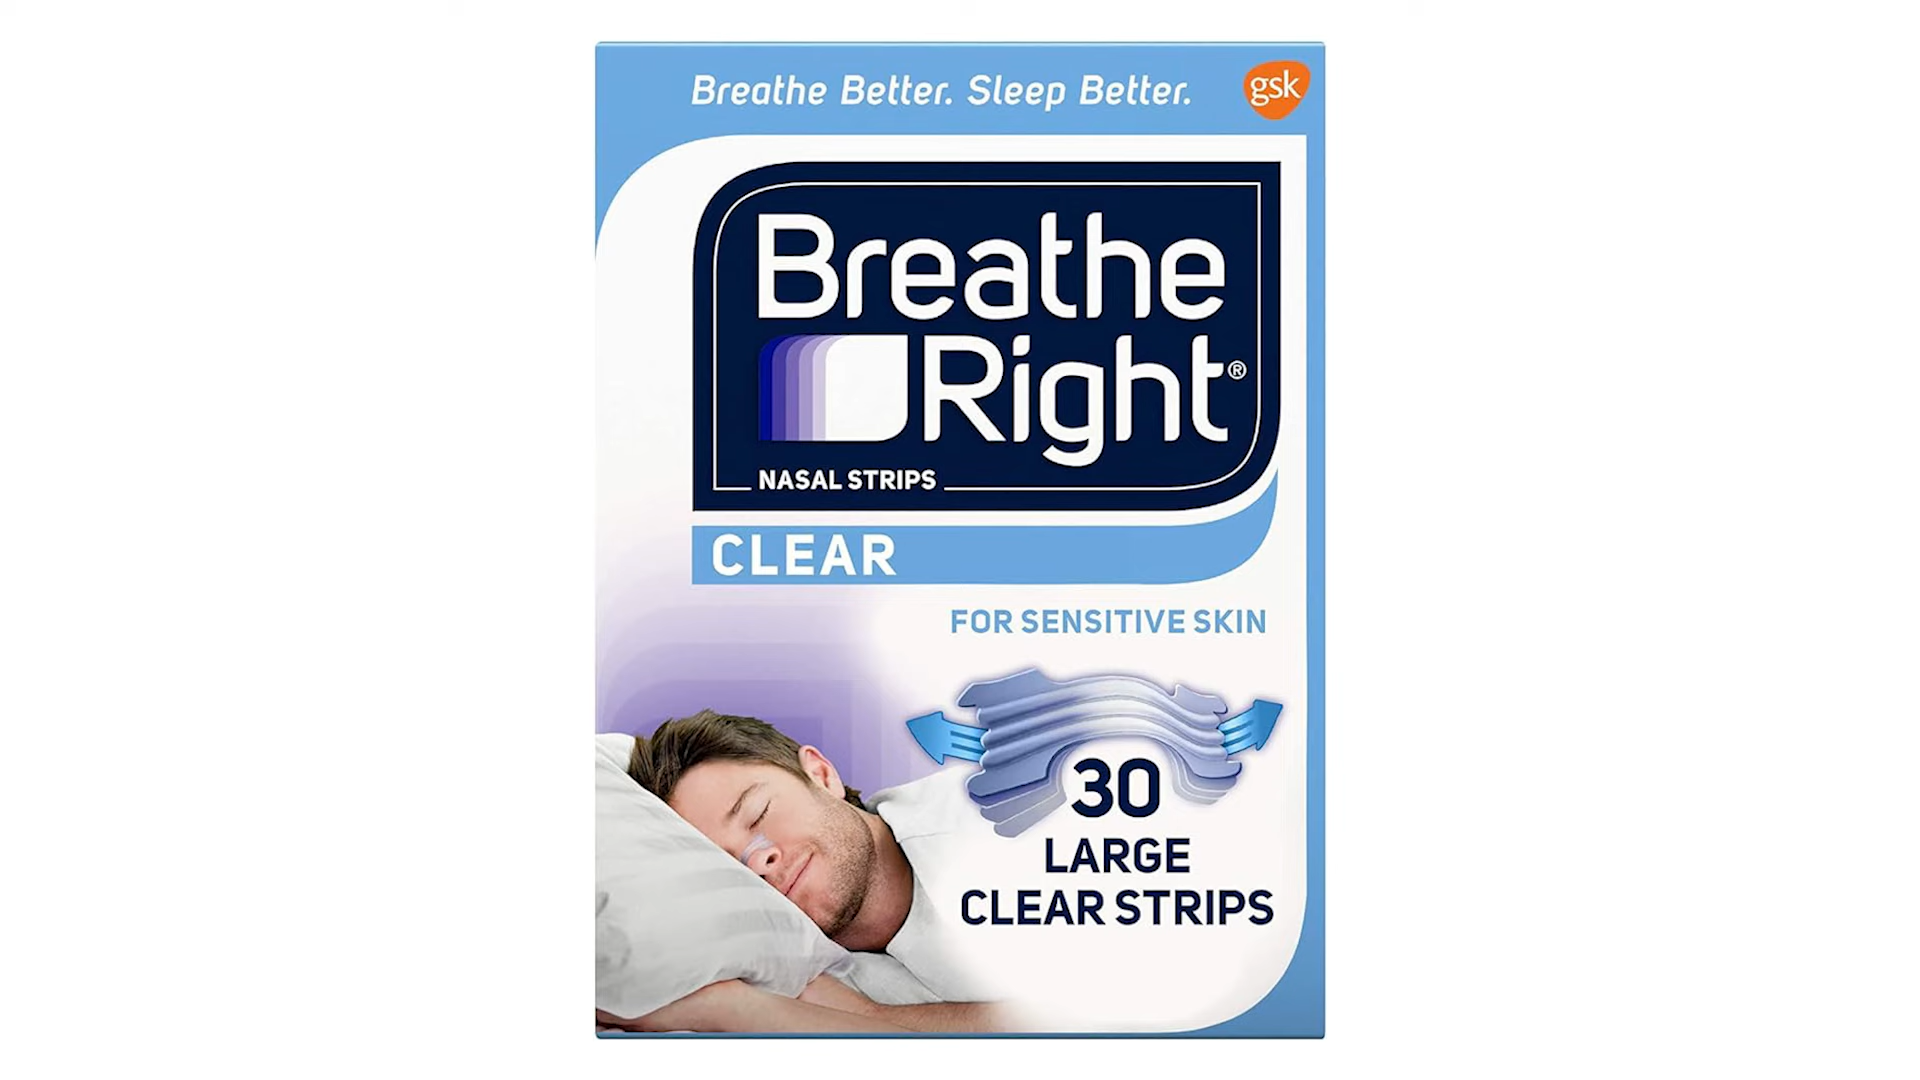 Breathe Better. Sleep Better.
gsk
Breathe
Right®
NASAL STRIPS
CLEAR
FOR SENSITIVE SKIN
30
LARGE
CLEAR STRIPS